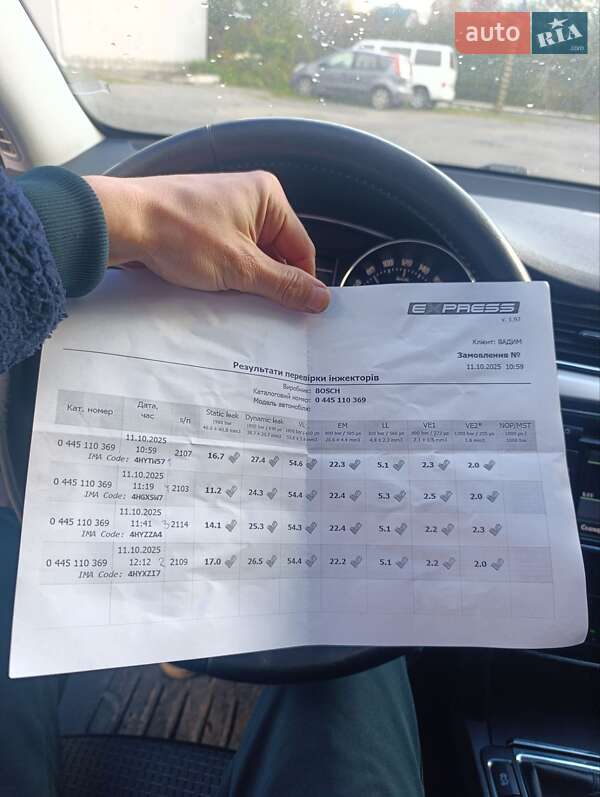 auto RIA .com
EXPRESS
v. 1.97
Клієнт: ВАДИМ
Замовлення №
11.10.2025 10:59
Результати перевірки інжекторів
Виробник: BOSCH
Каталоговий номер: 0 445 110 369
Модель автомобіля:
Кат. номер Дата, час s/n Static leak Dynamic leak VL EM LL VE1 VE2* NOP/MST
0 445 110 369 11.10.2025 10:59 2107 16.7 27.4 54.6 22.3 5.1 2.3 2.0
IMA Code: 4HYTW57
0 445 110 369 11.10.2025 11:19 2103 11.2 24.3 54.4 22.4 5.3 2.5 2.0
IMA Code: 4HGXSW7
0 445 110 369 11.10.2025 11:41 2114 14.1 25.3 54.3 22.4 5.1 2.2 2.3
IMA Code: 4HYZZA4
0 445 110 369 11.10.2025 12:12 2109 17.0 26.5 54.4 22.2 5.1 2.2 2.0
IMA Code: 4HYXZI7